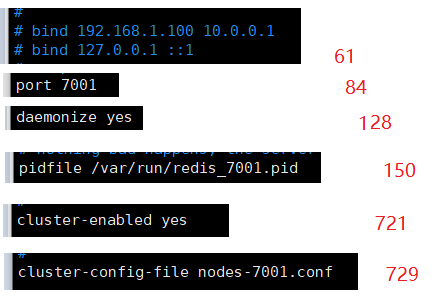 #
# bind 192.168.1.100 10.0.0.1
# bind 127.0.0.1 ::1
61
port 7001
84
daemonize yes
128
# nothing bad happens, the server
pidfile /var/run/redis_7001.pid
150
cluster-enabled yes
721
#
cluster-config-file nodes-7001.conf
729